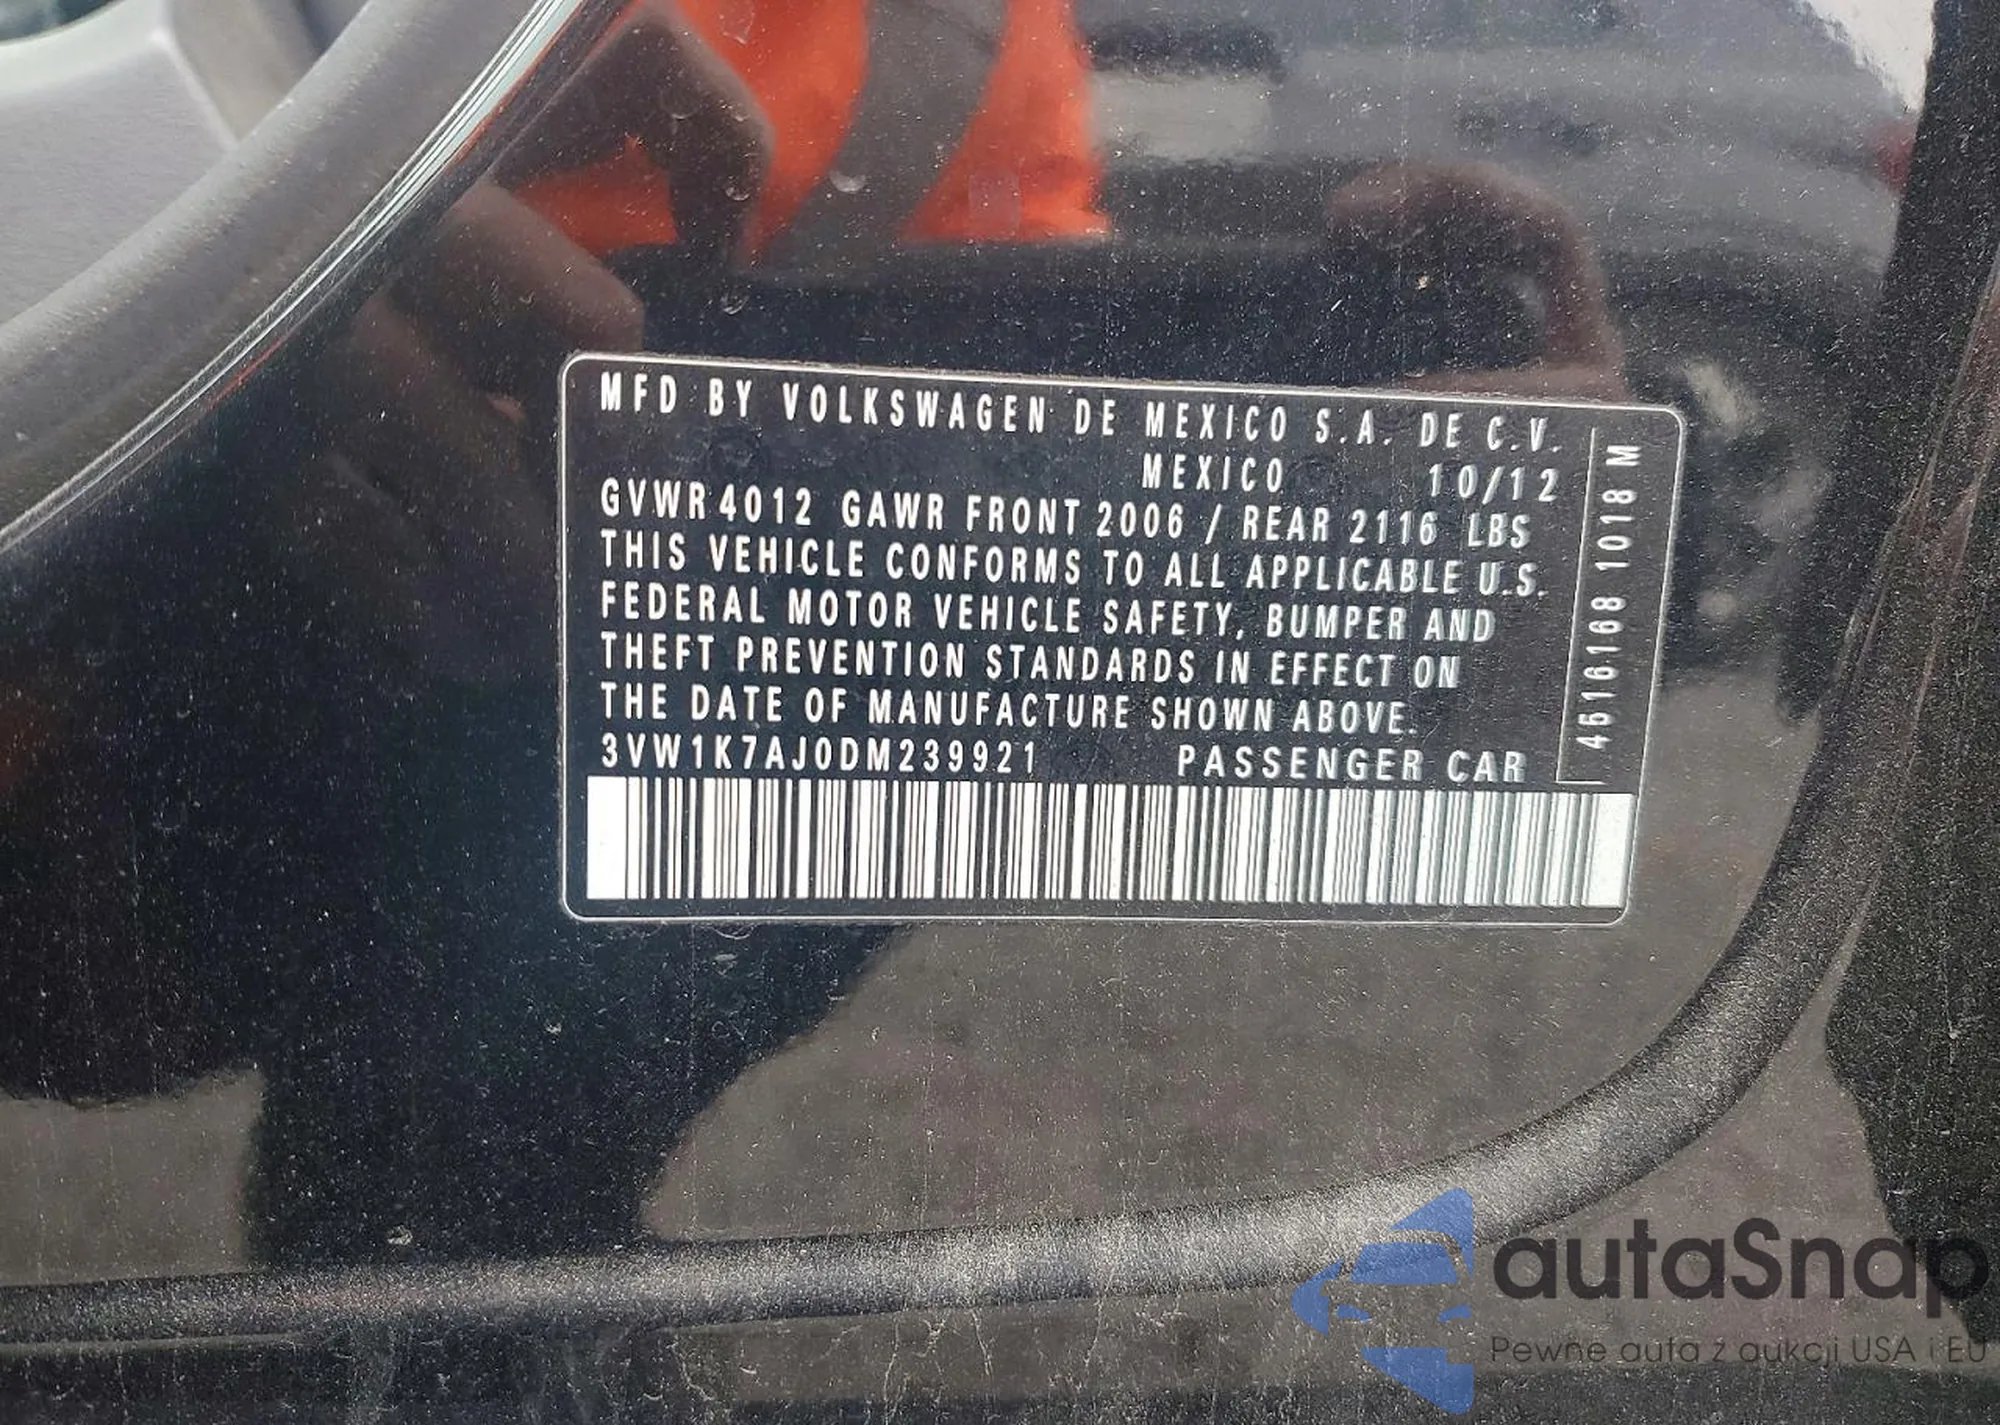 MFD BY VOLKSWAGEN DE MEXICO S.A. DE C.V.
MEXICO 10/12
GVWR 4012 GAWR FRONT 2006 / REAR 2116 LBS
THIS VEHICLE CONFORMS TO ALL APPLICABLE U.S.
FEDERAL MOTOR VEHICLE SAFETY, BUMPER AND
THEFT PREVENTION STANDARDS IN EFFECT ON
THE DATE OF MANUFACTURE SHOWN ABOVE.
3VW1K7AJ0DM239921 PASSENGER CAR
4616168 1018 M
autaSnap
Pewne auta z aukcji USA i EU